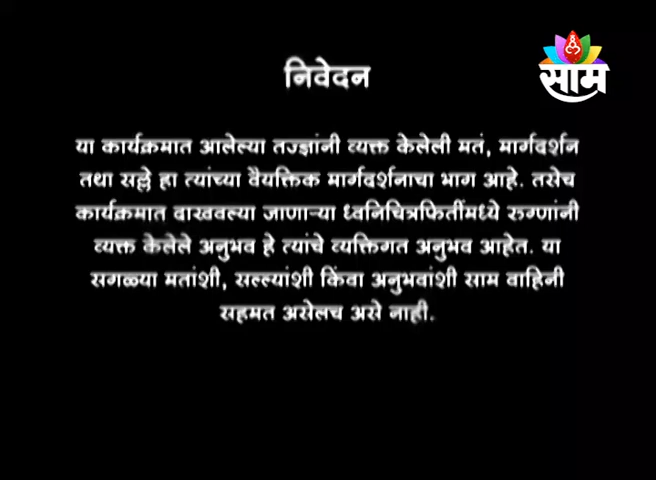 निवेदन
साम
या कार्यक्रमात आलेल्या तज्ज्ञांनी व्यक्त केलेली मतं, मार्गदर्शन
तथा सल्ले हा त्यांच्या वैयक्तिक मार्गदर्शनाचा भाग आहे. तसेच
कार्यक्रमात दाखवल्या जाणाऱ्या ध्वनिचित्रफितींमध्ये रुग्णांनी
व्यक्त केलेले अनुभव हे त्यांचे व्यक्तिगत अनुभव आहेत. या
सगळ्या मतांशी, सल्ल्यांशी किंवा अनुभवांशी साम वाहिनी
सहमत असेलच असे नाही.